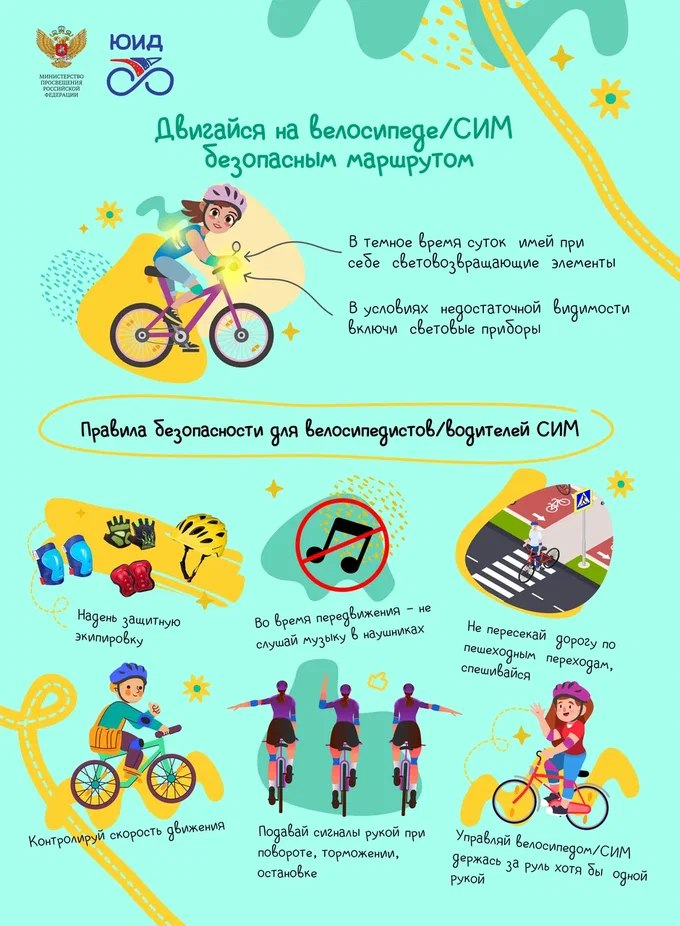 МИНИСТЕРСТВО
ПРОСВЕЩЕНИЯ
РОССИЙСКОЙ
ФЕДЕРАЦИИ
ЮИД
Двигайся на велосипеде/СИМ
безопасным маршрутом
В темное время суток имей при
себе световозвращающие элементы
В условиях недостаточной видимости
включи световые приборы
Правила безопасности для велосипедистов/водителей СИМ
Надень защитную
экипировку
Во время передвижения - не
слушай музыку в наушниках
Не пересекай дорогу по
пешеходным переходам,
спешивайся
Контролируй скорость движения
Подавай сигналы рукой при
повороте, торможении,
остановке
Управляй велосипедом/СИМ
держась за руль хотя бы одной
рукой